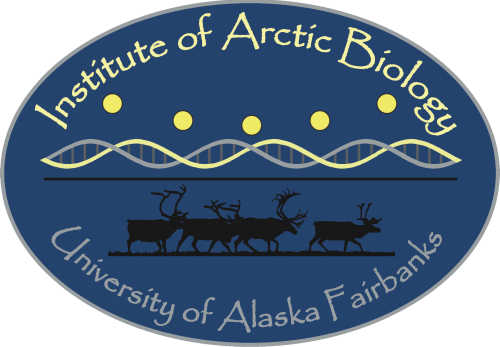 Institute of Arctic Biology
University of Alaska Fairbanks